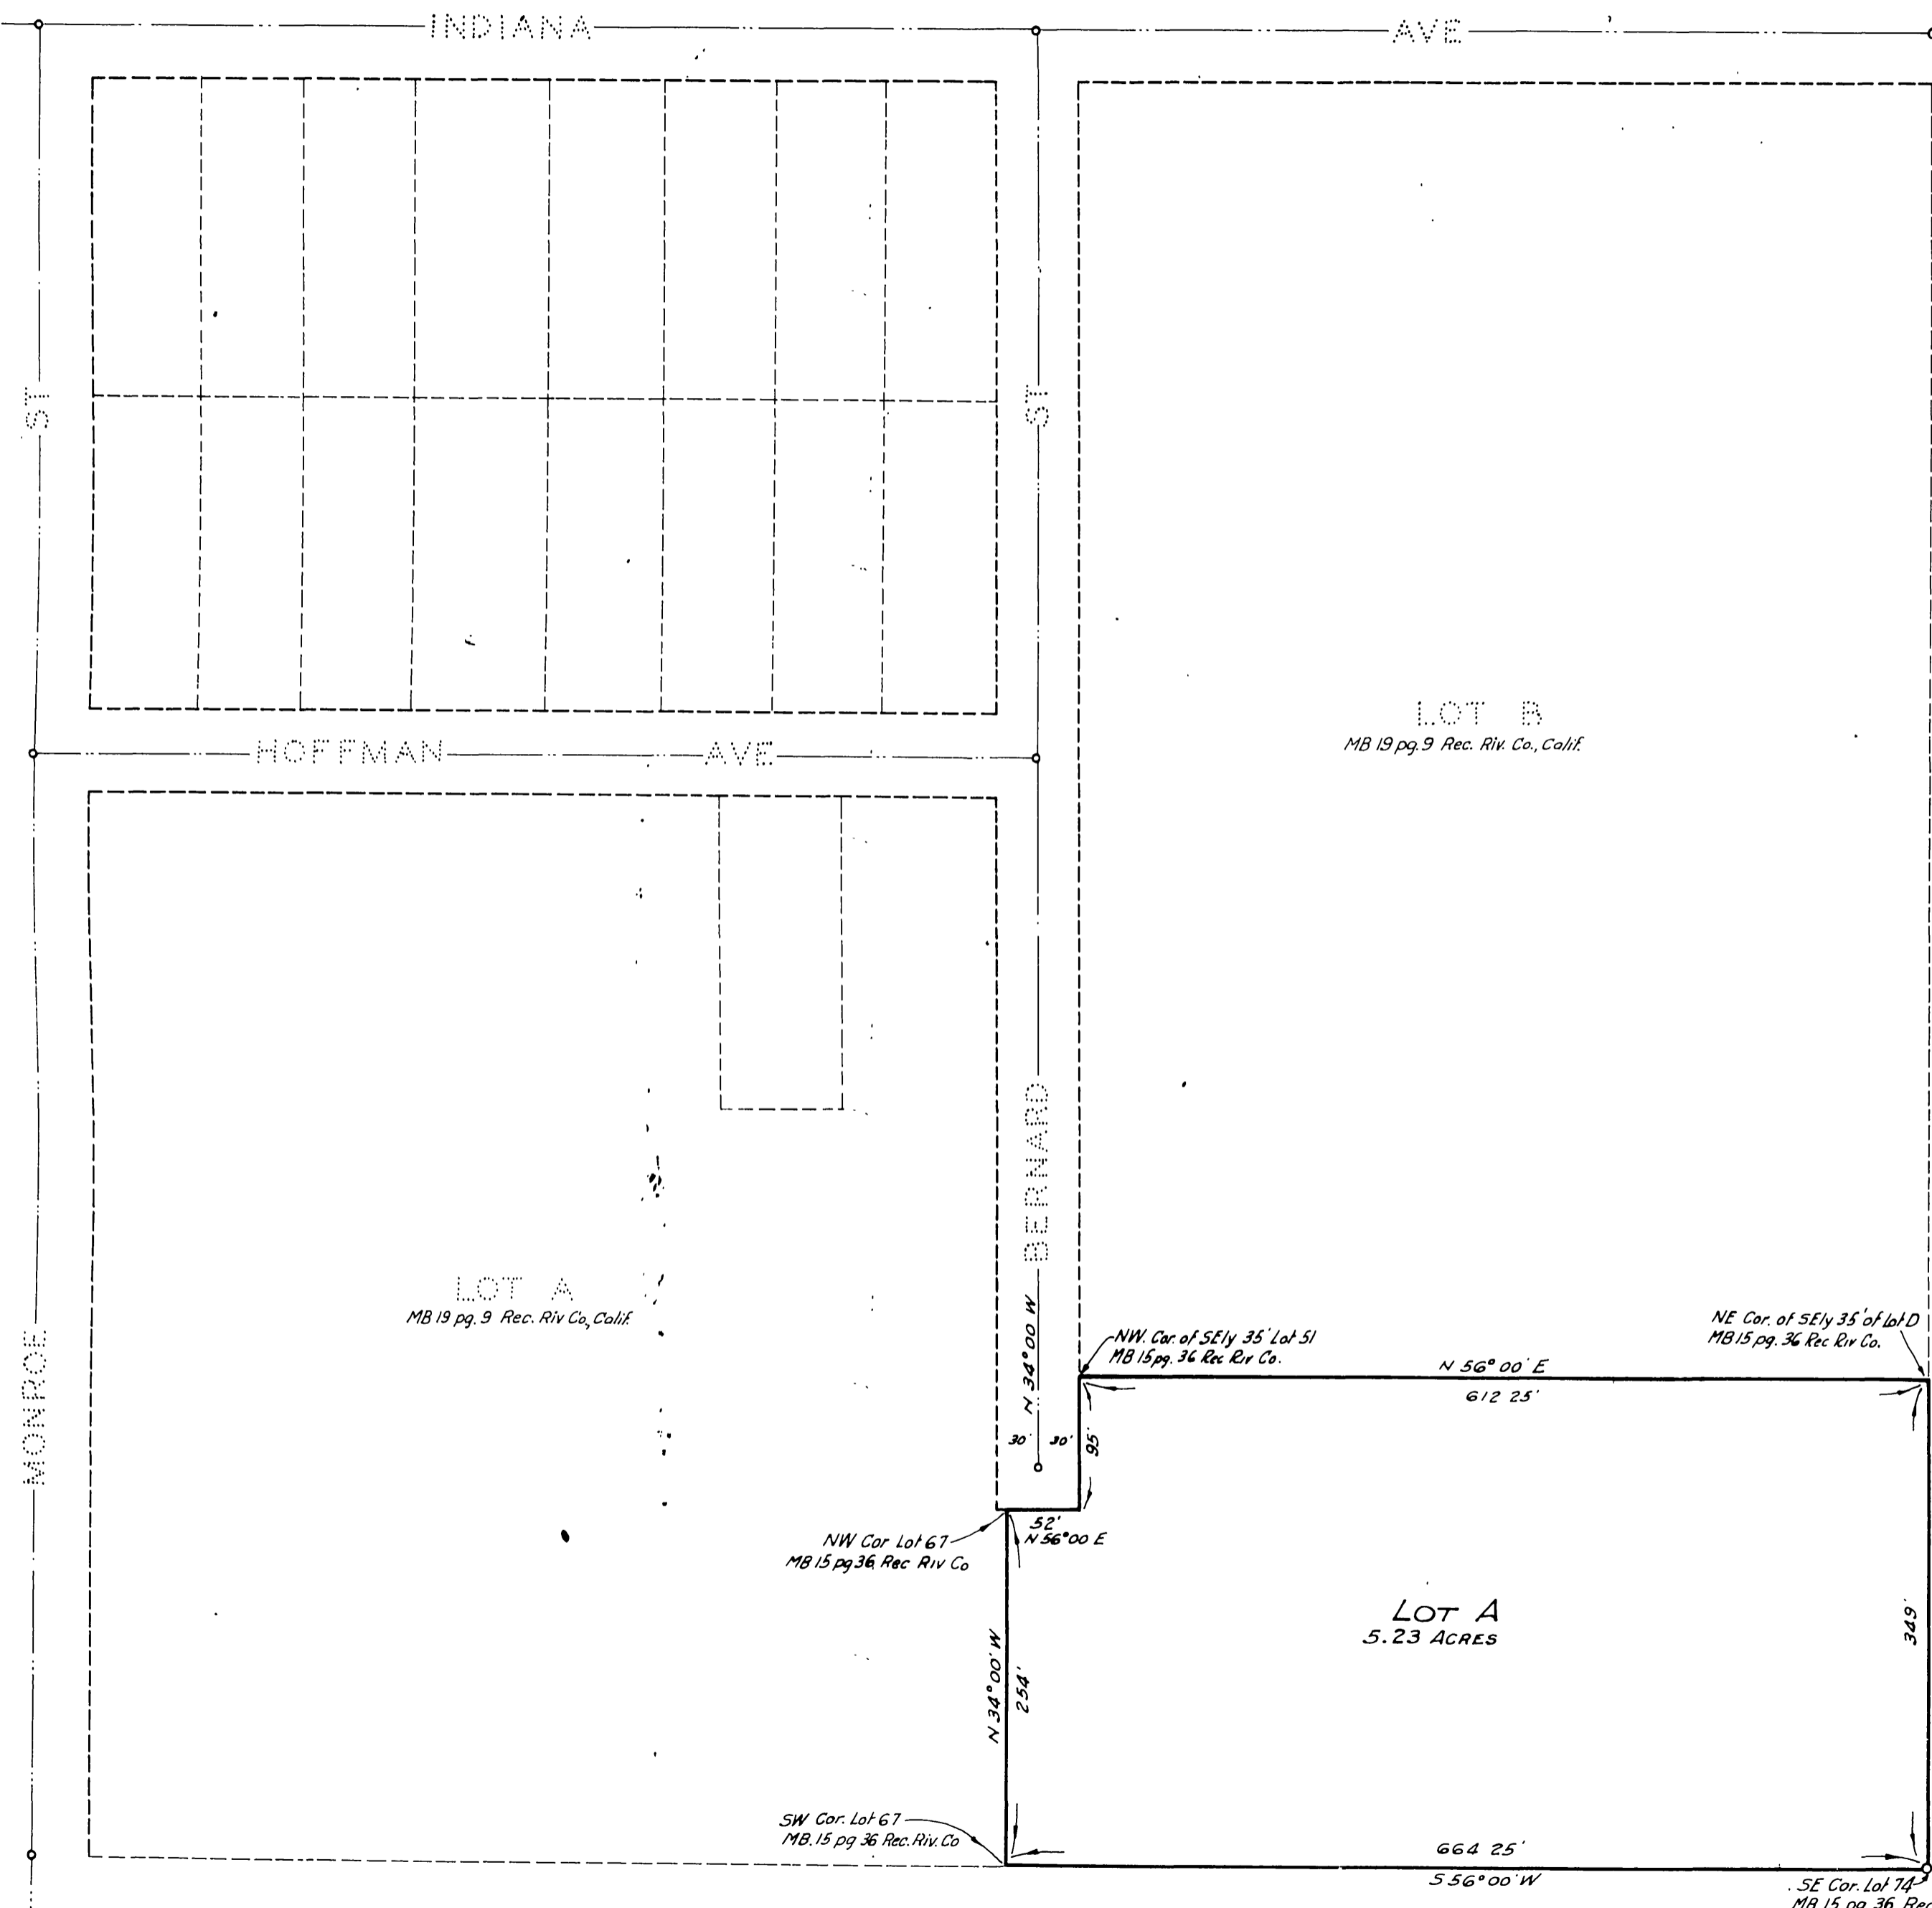 INDIANA AVE
ST
ST
HOFFMAN AVE
LOT B
MB 19 pg. 9 Rec. Riv. Co., Calif.
BERNARD
LOT A
MB 19 pg. 9 Rec. Riv Co, Calif.
MONROE
N 34° 00 W
NW. Cor. of SEly 35' Lot 51
MB 15 pg. 36 Rec Riv Co.
NE Cor. of SEly 35' of Lot D
MB 15 pg. 36 Rec Riv Co.
N 56° 00' E
612 25'
30' 30'
95'
52'
N 56° 00 E
NW Cor Lot 67
MB 15 pg 36 Rec Riv Co
LOT A
5.23 ACRES
349'
N 34° 00' W
254'
SW Cor. Lot 67
MB. 15 pg 36 Rec. Riv. Co
664 25'
S 56° 00' W
SE Cor. Lot 74
MB 15 pg 36 Rec